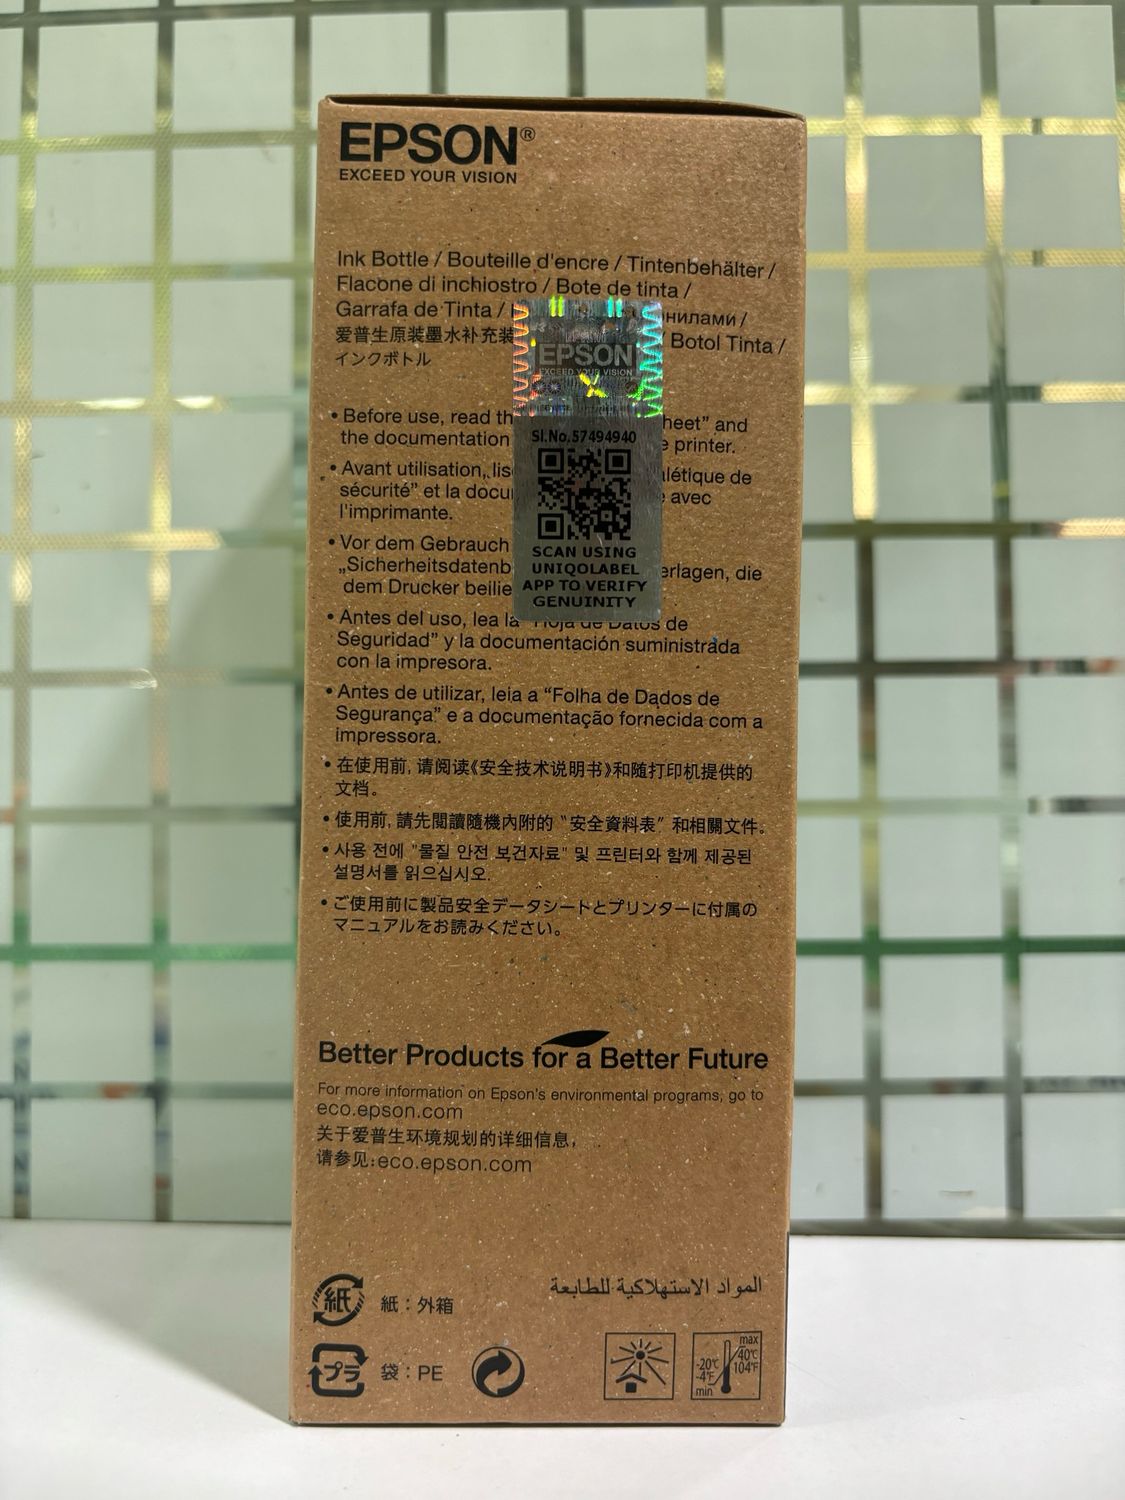 EPSON®
EXCEED YOUR VISION
Ink Bottle / Bouteille d'encre / Tintenbehälter /
Flacone di inchiostro / Bote de tinta /
Garrafa de Tinta / нилами /
爱普生原装墨水补充装 / Botol Tinta /
インクボトル
EPSON
EXCEED YOUR VISION
Sl.No.57494940
SCAN USING
UNIQOLABEL
APP TO VERIFY
GENUINITY
• Before use, read heet” and
the documentation printer.
• Avant utilisation, alétique de
sécurité” et la avec
l'imprimante.
• Vor dem Gebrauch
„Sicherheitsdatenb erlagen, die
dem Drucker beilie
• Antes del uso, lea la “Hoja de Datos de
Seguridad” y la documentación suministrada
con la impresora.
• Antes de utilizar, leia a “Folha de Dados de
Segurança” e a documentação fornecida com a
impressora.
• 在使用前, 请阅读《安全技术说明书》和随打印机提供的
文档。
• 使用前, 請先閱讀隨機內附的 “安全資料表” 和相關文件。
• 사용 전에 "물질 안전 보건자료" 및 프린터와 함께 제공된
설명서를 읽으십시오.
• ご使用前に製品安全データシートとプリンターに付属の
マニュアルをお読みください。
Better Products for a Better Future
For more information on Epson's environmental programs, go to
eco.epson.com
关于爱普生环境规划的详细信息，
请参见:eco.epson.com
المواد الاستهلاكية للطابعة
紙 紙：外箱
プラ 袋：PE
max
40℃
104℉
-20℃
-4℉
min